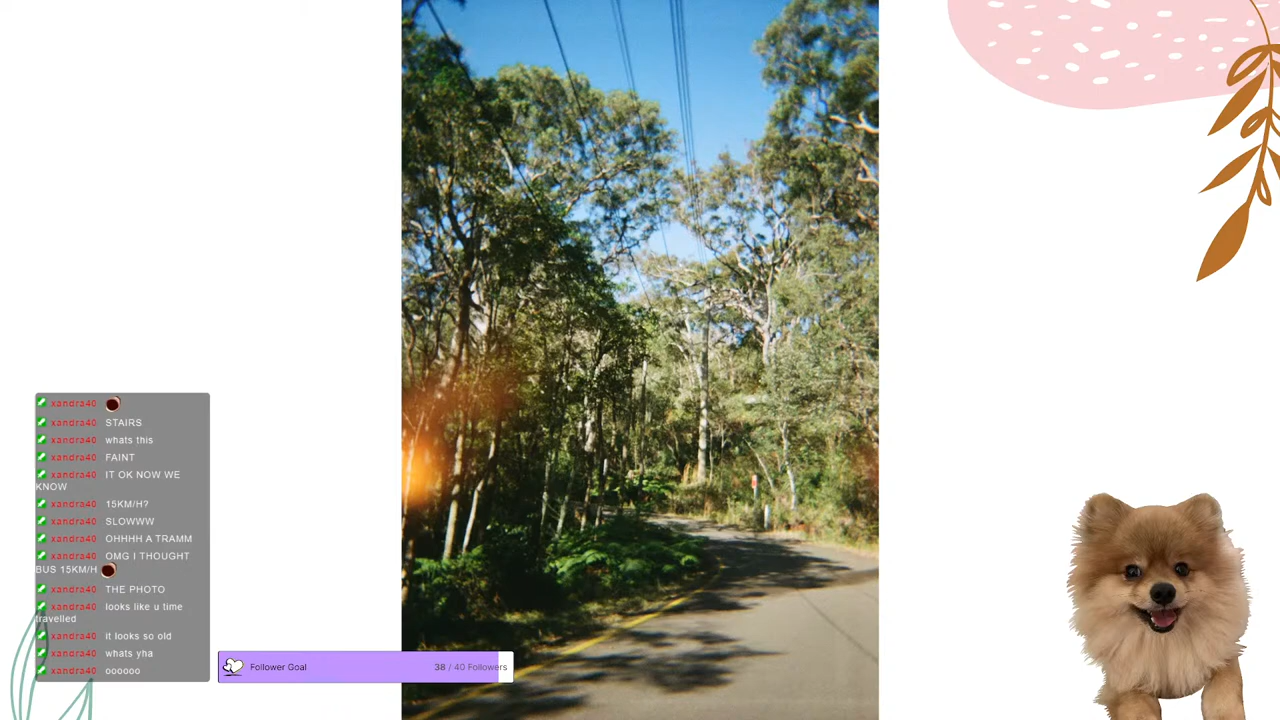 xandra40
xandra40 STAIRS
xandra40 whats this
xandra40 FAINT
xandra40 IT OK NOW WE
KNOW
xandra40 15KM/H?
xandra40 SLOWWW
xandra40 OHHHH A TRAMM
xandra40 OMG I THOUGHT
BUS 15KM/H
xandra40 THE PHOTO
xandra40 looks like u time
travelled
xandra40 it looks so old
xandra40 whats yha
xandra40 oooooo
Follower Goal 38 / 40 Followers